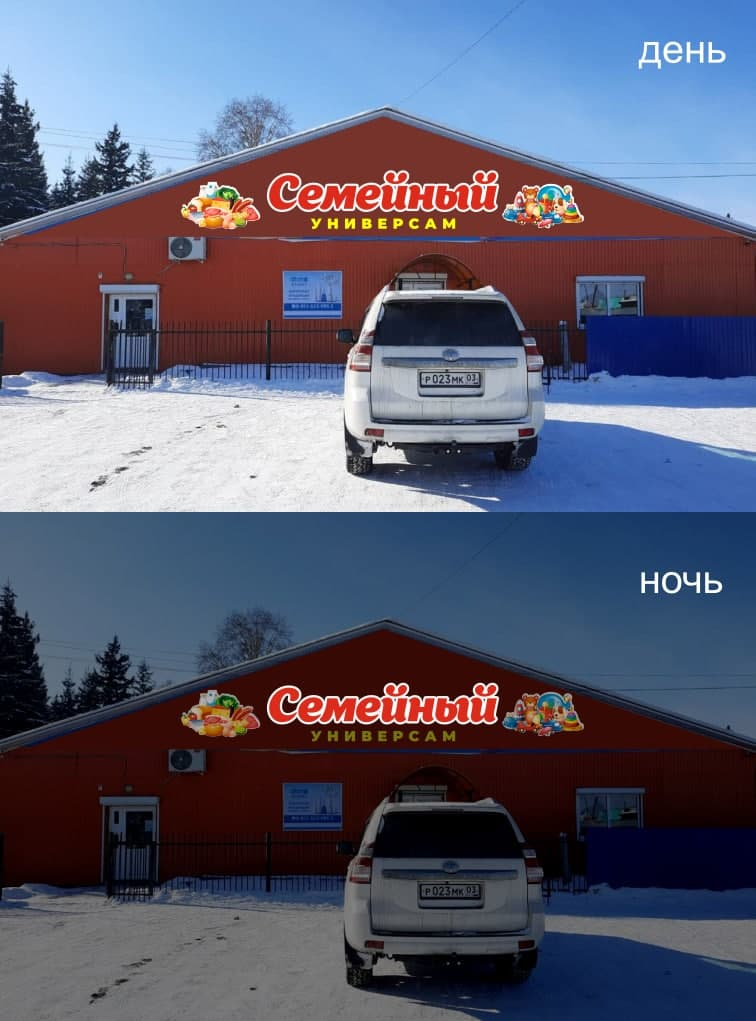 день
Семейный
УНИВЕРСАМ
Р 023 МК 03
ночь
Семейный
УНИВЕРСАМ
Р 023 МК 03